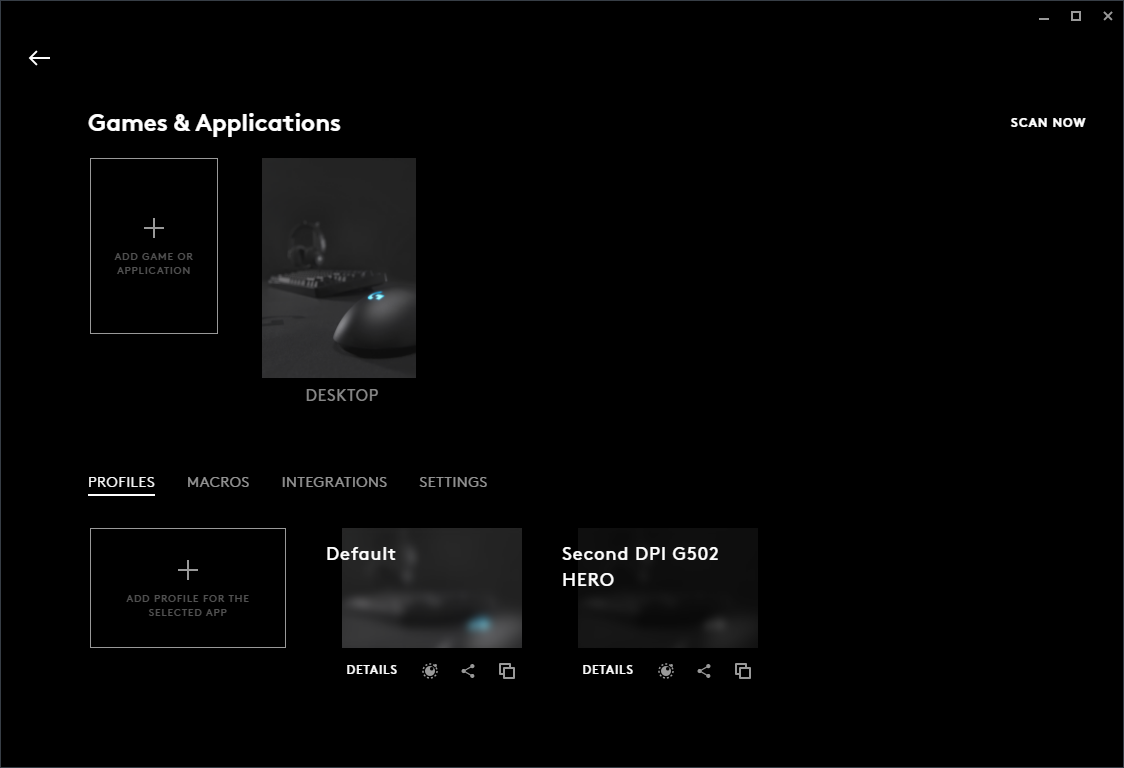 Games & Applications
SCAN NOW
ADD GAME OR
APPLICATION
DESKTOP
PROFILES
MACROS
INTEGRATIONS
SETTINGS
ADD PROFILE FOR THE
SELECTED APP
Default
DETAILS
Second DPI G502
HERO
DETAILS